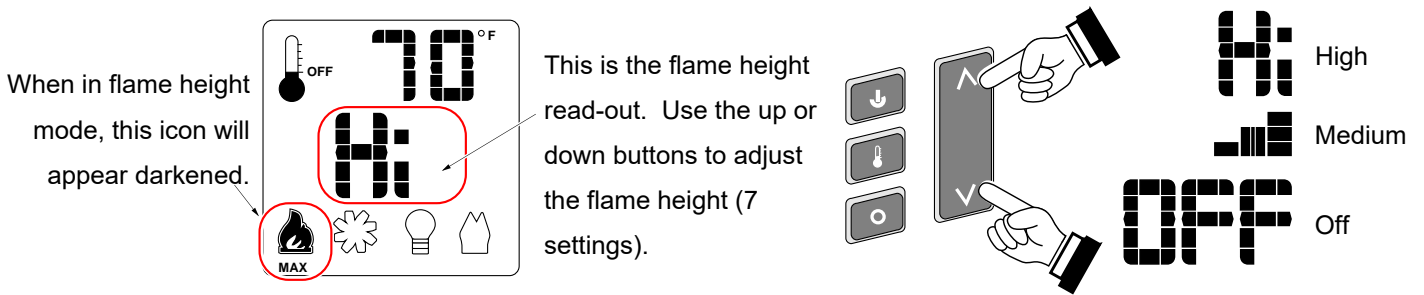 When in flame height
mode, this icon will
appear darkened.
70 °F
OFF
Hi
MAX
This is the flame height
read-out. Use the up or
down buttons to adjust
the flame height (7
settings).
Hi High
Medium
OFF Off